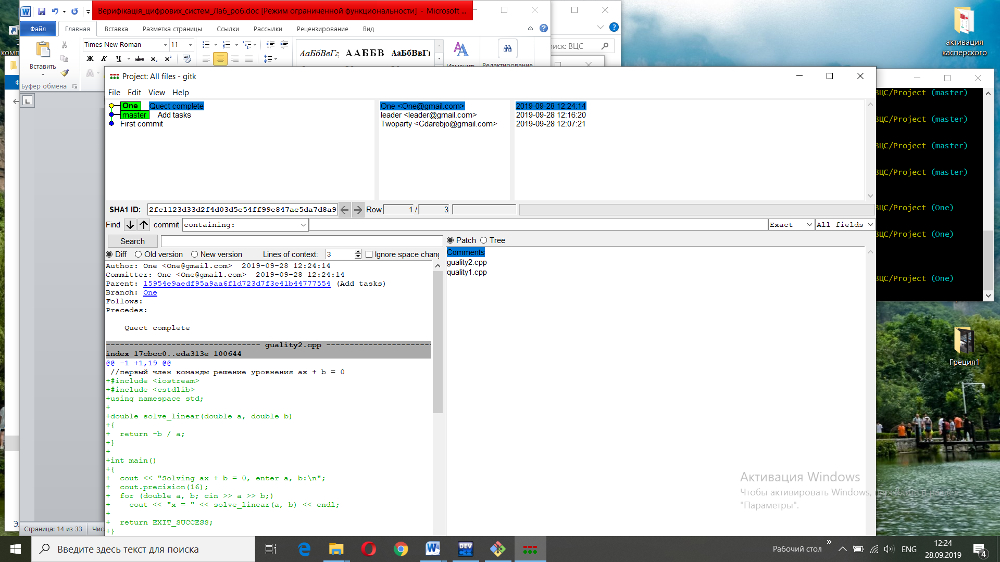 Верифікація_цифрових_систем_Лаб_роб.doc [Режим ограниченной функциональности] - Microsoft ...
Файл
Главная
Вставка
Разметка страницы
Ссылки
Рассылки
Рецензирование
Вид
Times New Roman
11
Вставить
Буфер обмена
Ж К Ч abc x₂ x²
АаБбВвГг
ААББВ
АаБбВвГг
Изменить
Редактирование
оиск: ВЦС
активация
касперского
Project: All files - gitk
File Edit View Help
One Quect complete One <One@gmail.com> 2019-09-28 12:24:14
master Add tasks leader <leader@gmail.com> 2019-09-28 12:16:20
First commit Twoparty <Cdarebjo@gmail.com> 2019-09-28 12:07:21
SHA1 ID: 2fc1123d33d2f4d03d5e54ff99e847ae5da7d8a9 Row 1 / 3
Find commit containing: Exact All fields
Search
Patch Tree
Diff Old version New version Lines of context: 3 Ignore space chang
Comments
guality2.cpp
quality1.cpp
Author: One <One@gmail.com>  2019-09-28 12:24:14
Committer: One <One@gmail.com>  2019-09-28 12:24:14
Parent: 15954e9aedf95a9aa6f1d723d7f3e41b44777554 (Add tasks)
Branch: One
Follows:
Precedes:
Quect complete
--------------------------------- guality2.cpp -----------------------
index 17cbcc0..eda313e 100644
@@ -1 +1,19 @@
//первый член команды решение уровнения ax + b = 0
+#include <iostream>
+#include <cstdlib>
+using namespace std;
+
+double solve_linear(double a, double b)
+{
+  return -b / a;
+}
+
+int main()
+{
+  cout << "Solving ax + b = 0, enter a, b:\n";
+  cout.precision(16);
+  for (double a, b; cin >> a >> b;)
+    cout << "x = " << solve_linear(a, b) << endl;
+
+  return EXIT_SUCCESS;
+}
ВЦС/Project (master)
ВЦС/Project (master)
ВЦС/Project (master)
ВЦС/Project (master)
ВЦС/Project (One)
ВЦС/Project (One)
ВЦС/Project (One)
Греция1
Активация Windows
Чтобы активировать Windows, перейдите в раздел
"Параметры".
Страница: 14 из 33
Чис
Введите здесь текст для поиска
DEV
C++
Рабочий стол
»
ENG
12:24
28.09.2019
4